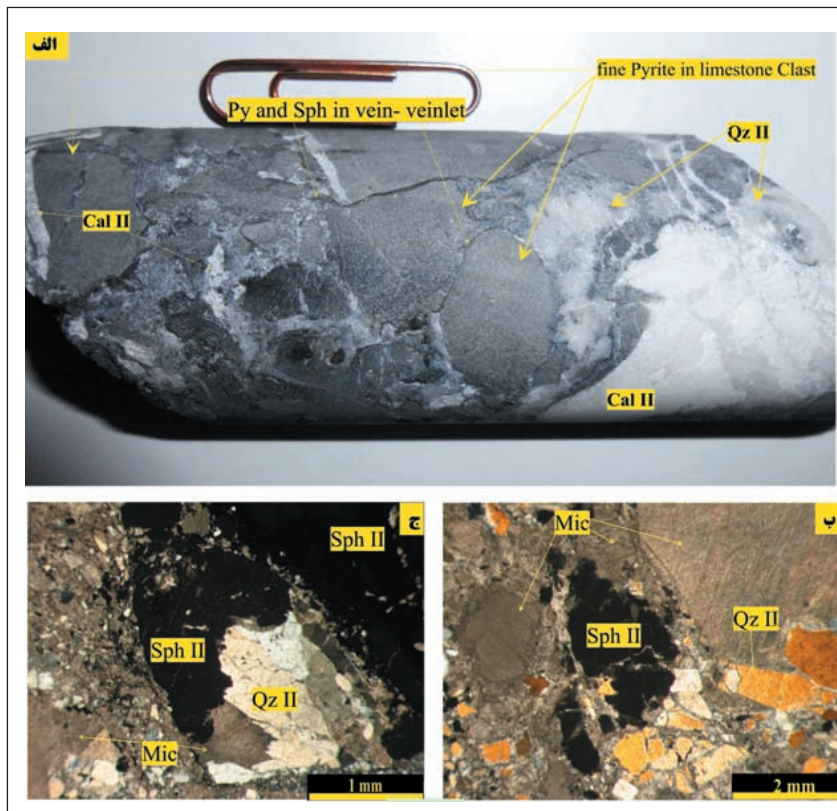 الف
fine Pyrite in limestone Clast
Py and Sph in vein- veinlet
Qz II
Cal II
Cal II
ج
Sph II
Sph II
Qz II
Mic
1 mm
ب
Mic
Sph II
Qz II
2 mm